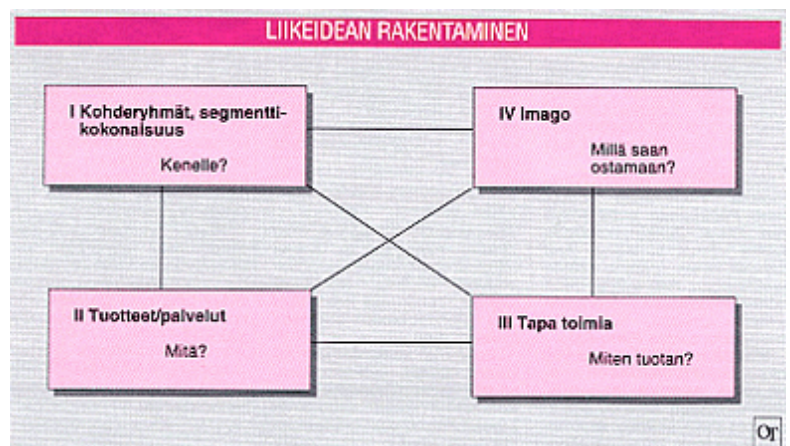 LIIKEIDEAN RAKENTAMINEN
I Kohderyhmät, segmentti-
kokonaisuus
Kenelle?
IV Imago
Millä saan
ostamaan?
II Tuotteet/palvelut
Mitä?
III Tapa toimia
Miten tuotan?